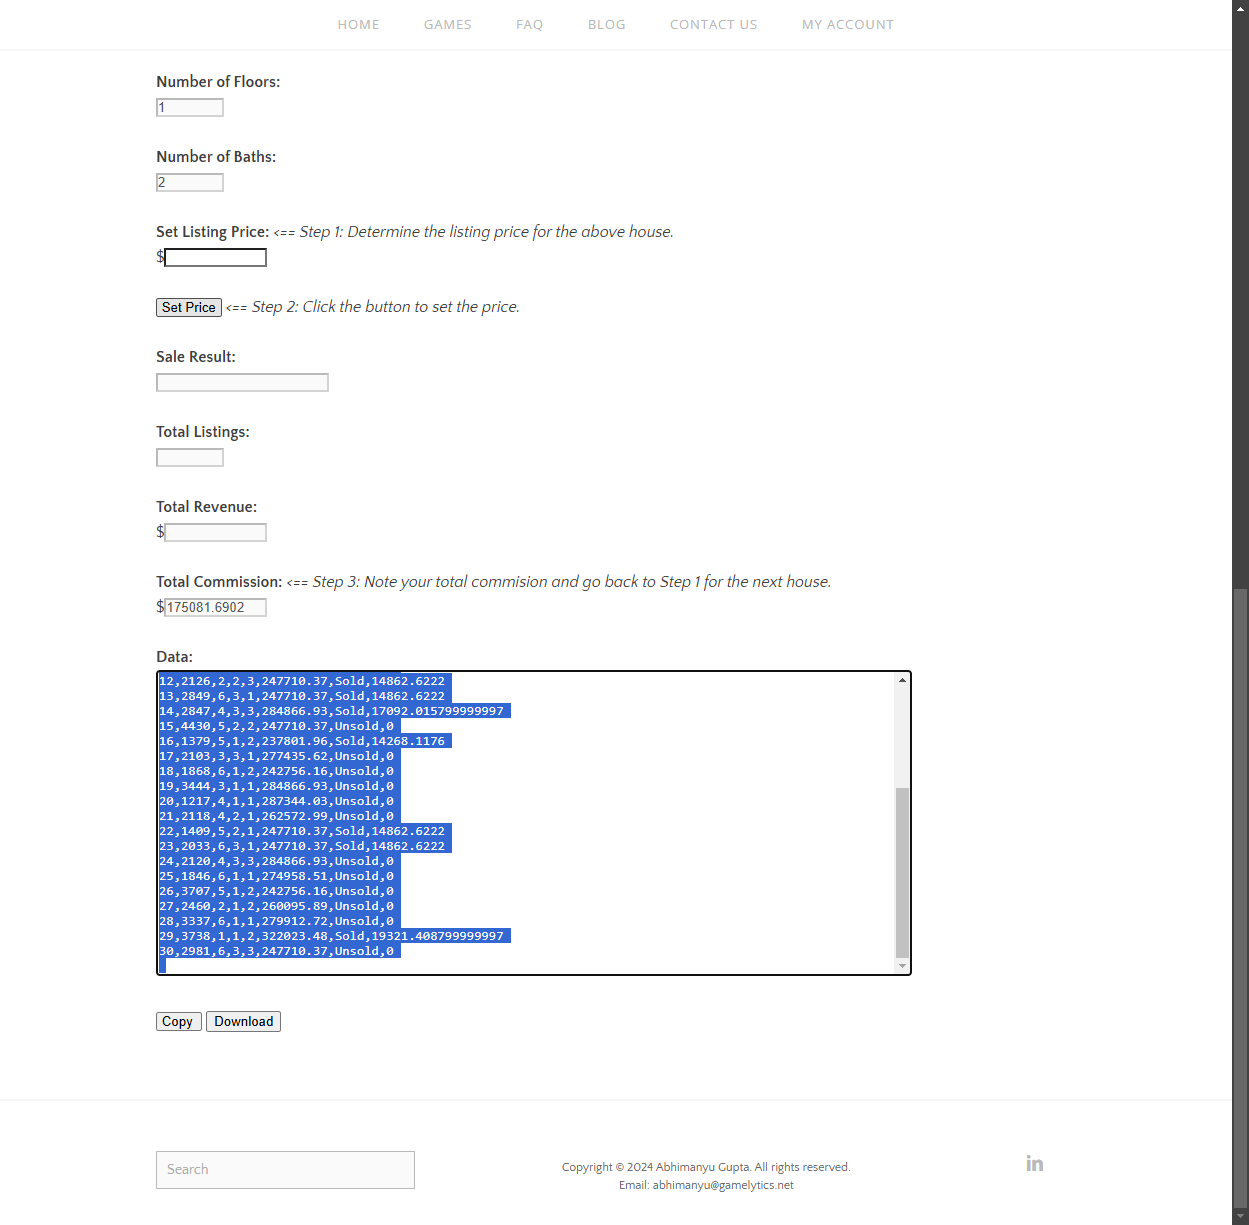 HOME GAMES FAQ BLOG CONTACT US MY ACCOUNT
Number of Floors:
1
Number of Baths:
2
Set Listing Price: <== Step 1: Determine the listing price for the above house.
$
Set Price <== Step 2: Click the button to set the price.
Sale Result:
Total Listings:
Total Revenue:
$
Total Commission: <== Step 3: Note your total commision and go back to Step 1 for the next house.
$175081.6902
Data:
12,2126,2,2,3,247710.37,Sold,14862.6222
13,2849,6,3,1,247710.37,Sold,14862.6222
14,2847,4,3,3,284866.93,Sold,17092.015799999997
15,4430,5,2,2,247710.37,Unsold,0
16,1379,5,1,2,237801.96,Sold,14268.1176
17,2103,3,3,1,277435.62,Unsold,0
18,1868,6,1,2,242756.16,Unsold,0
19,3444,3,1,1,284866.93,Unsold,0
20,1217,4,1,1,287344.03,Unsold,0
21,2118,4,2,1,262572.99,Unsold,0
22,1409,5,2,1,247710.37,Sold,14862.6222
23,2033,6,3,1,247710.37,Sold,14862.6222
24,2120,4,3,3,284866.93,Unsold,0
25,1846,6,1,1,274958.51,Unsold,0
26,3707,5,1,2,242756.16,Unsold,0
27,2460,2,1,2,260095.89,Unsold,0
28,3337,6,1,1,279912.72,Unsold,0
29,3738,1,1,2,322023.48,Sold,19321.408799999997
30,2981,6,3,3,247710.37,Unsold,0
Copy Download
Search
Copyright © 2024 Abhimanyu Gupta. All rights reserved.
Email: abhimanyu@gamelytics.net
in